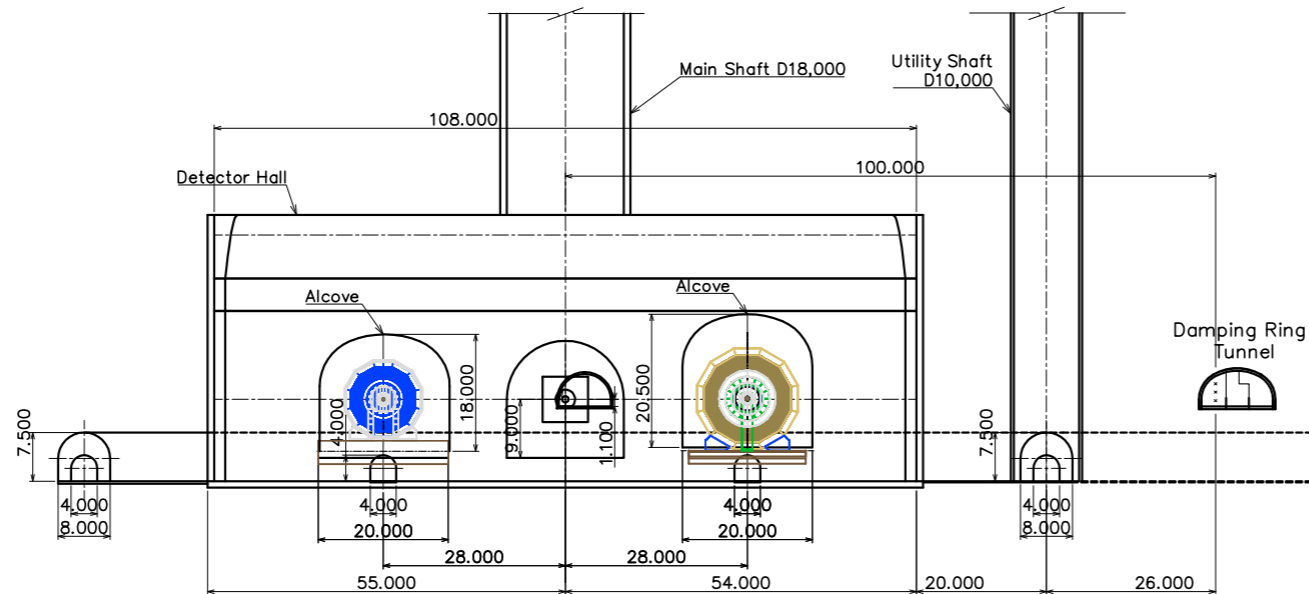 Main Shaft D18,000
Utility Shaft
D10,000
108.000
100.000
Detector Hall
Alcove
Alcove
Damping Ring
Tunnel
7.500
4.000
18.000
9.000
1.100
20.500
7.500
4.000
8.000
4.000
20.000
4.000
20.000
4.000
8.000
28.000
28.000
55.000
54.000
20.000
26.000